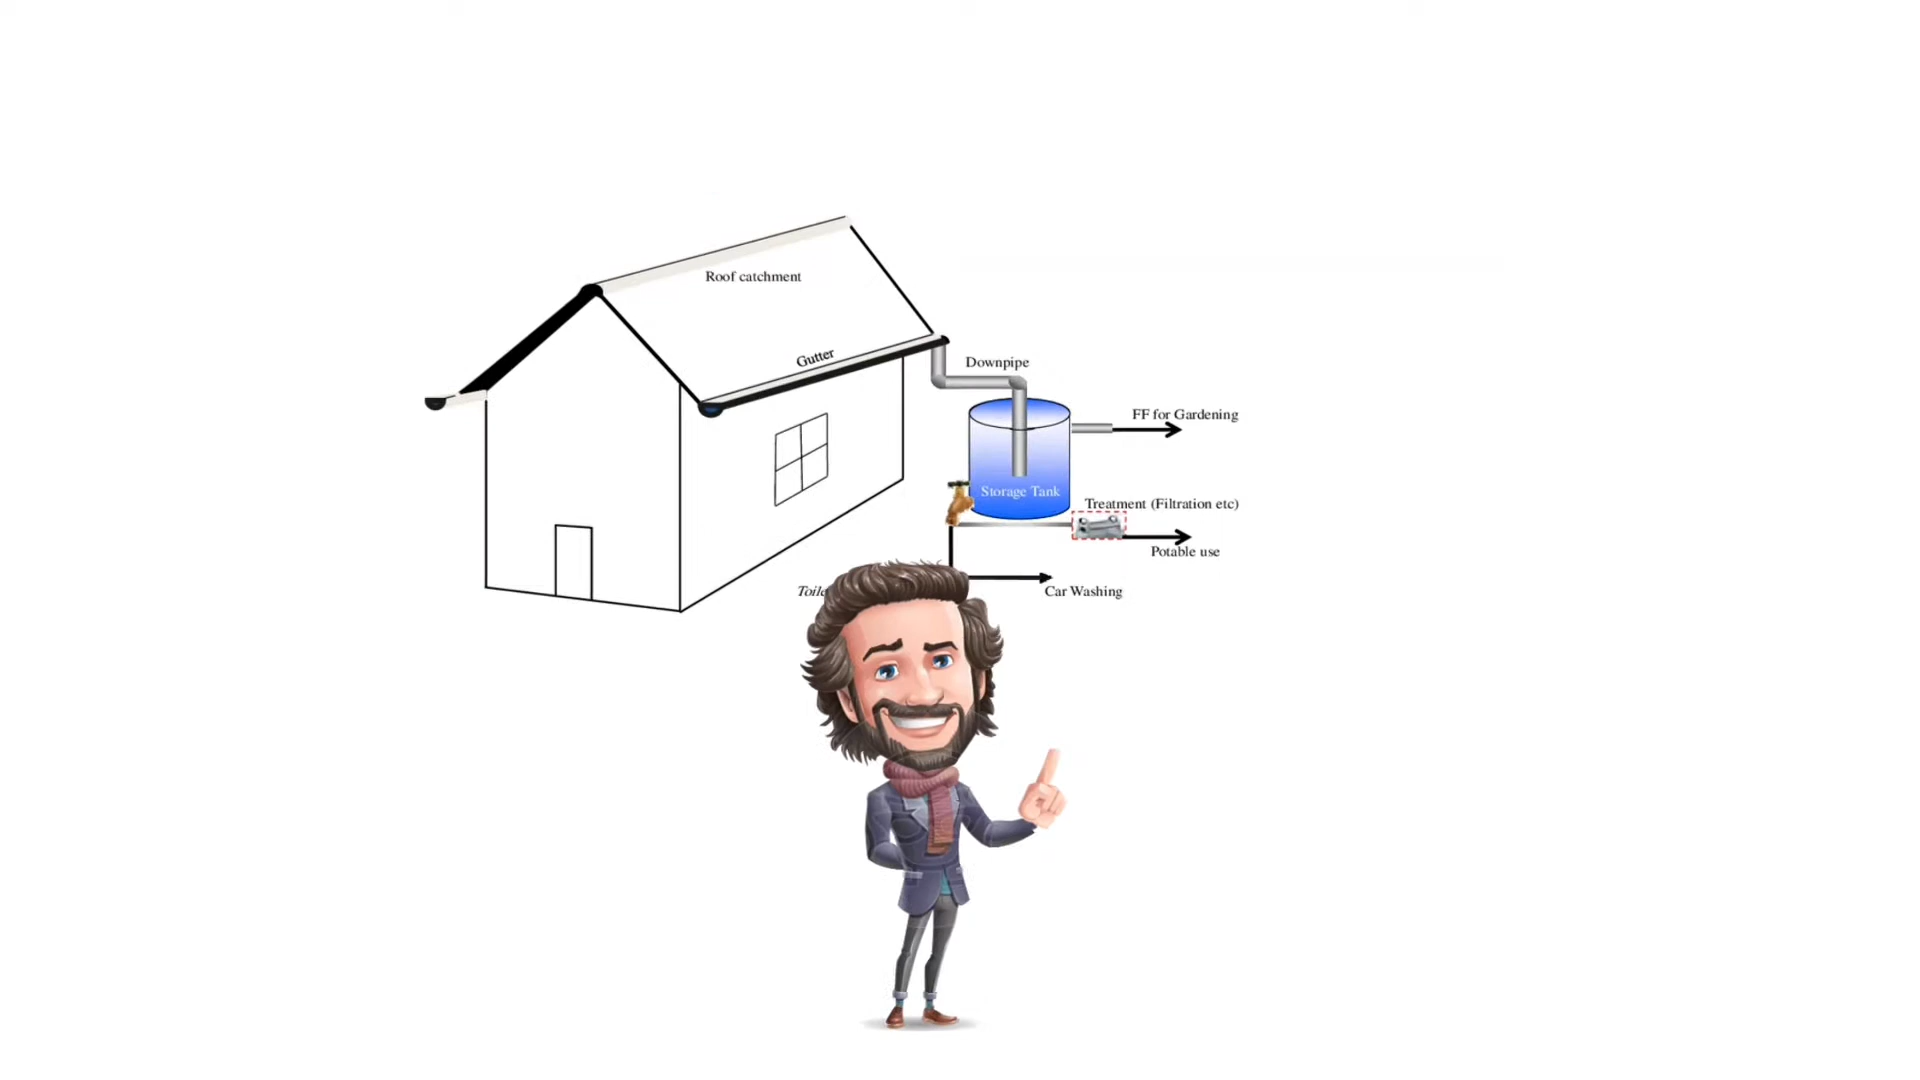 Roof catchment
Gutter
Downpipe
FF for Gardening
Storage Tank
Treatment (Filtration etc)
Potable use
Car Washing